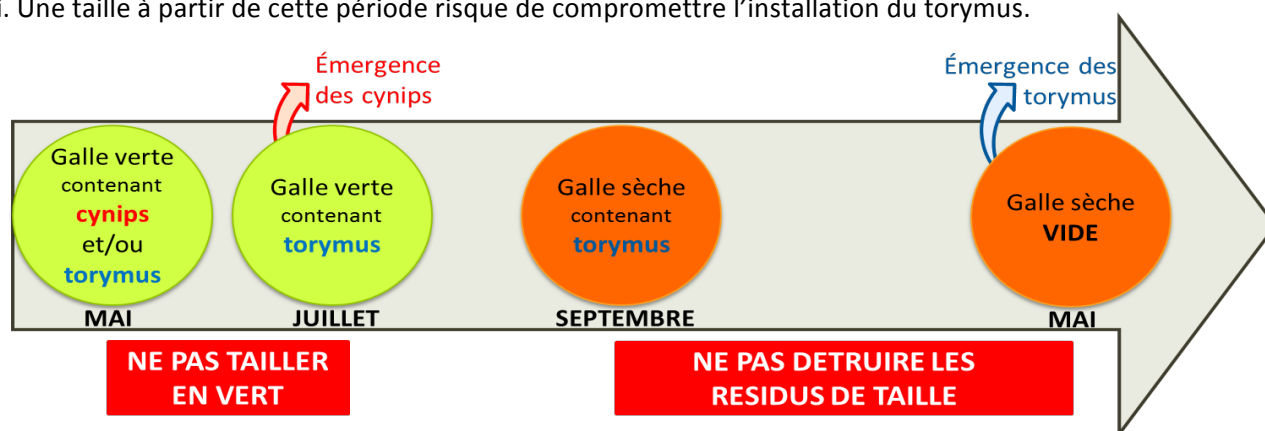 i. Une taille à partir de cette période risque de compromettre l’installation du torymus.
Émergence
des cynips
Émergence des
torymus
Galle verte
contenant
cynips
et/ou
torymus
Galle verte
contenant
torymus
Galle sèche
contenant
torymus
Galle sèche
VIDE
MAI
JUILLET
SEPTEMBRE
MAI
NE PAS TAILLER
EN VERT
NE PAS DETRUIRE LES
RESIDUS DE TAILLE